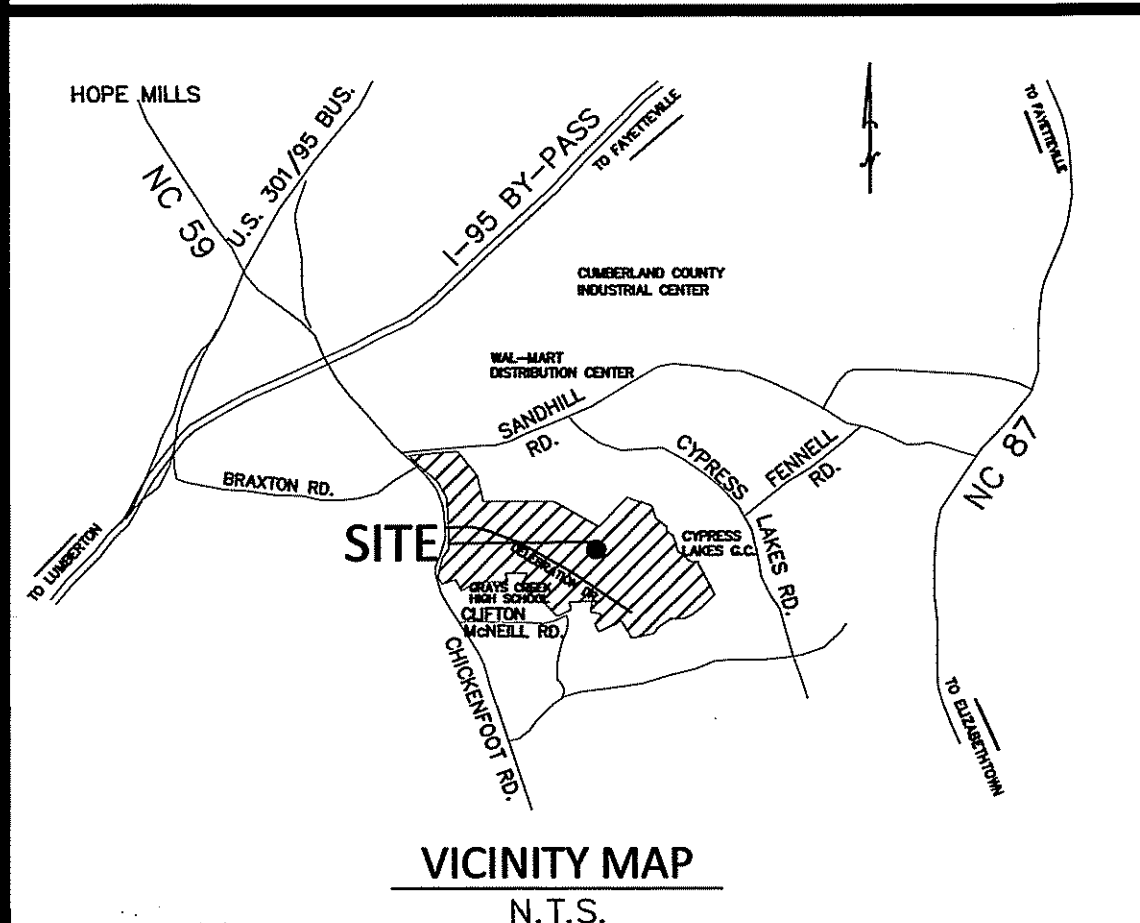 HOPE MILLS
NC 59
U.S. 301/95 BUS.
I-95 BY-PASS
TO FAYETTEVILLE
N
TO FAYETTEVILLE
CUMBERLAND COUNTY
INDUSTRIAL CENTER
WAL-MART
DISTRIBUTION CENTER
SANDHILL
RD.
CYPRESS
LAKES RD.
FENNELL
RD.
NC 87
BRAXTON RD.
TO LUMBERTON
SITE
CELEBRATION DR.
CYPRESS
LAKES G.C.
GRAYS CREEK
HIGH SCHOOL
CLIFTON
McNEILL RD.
CHICKENFOOT RD.
TO ELIZABETHTOWN
VICINITY MAP
N.T.S.